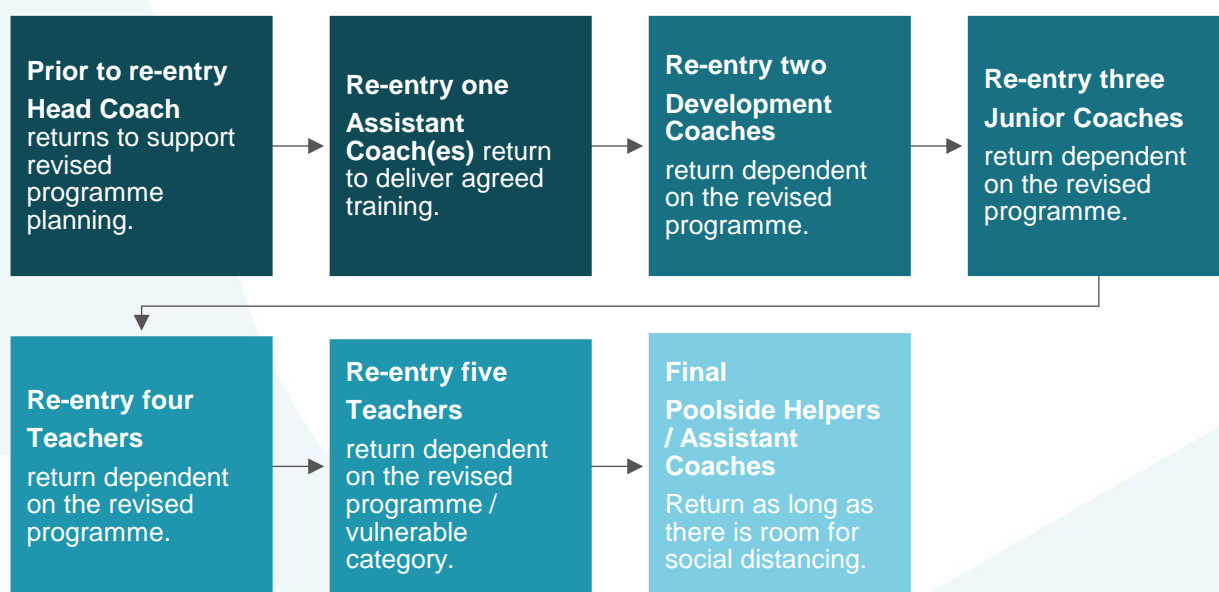 Prior to re-entry
Head Coach
returns to support
revised
programme
planning.
Re-entry one
Assistant
Coach(es) return
to deliver agreed
training.
Re-entry two
Development
Coaches
return dependent
on the revised
programme.
Re-entry three
Junior Coaches
return dependent
on the revised
programme.
Re-entry four
Teachers
return dependent
on the revised
programme.
Re-entry five
Teachers
return dependent
on the revised
programme /
vulnerable
category.
Final
Poolside Helpers
/ Assistant
Coaches
Return as long as
there is room for
social distancing.